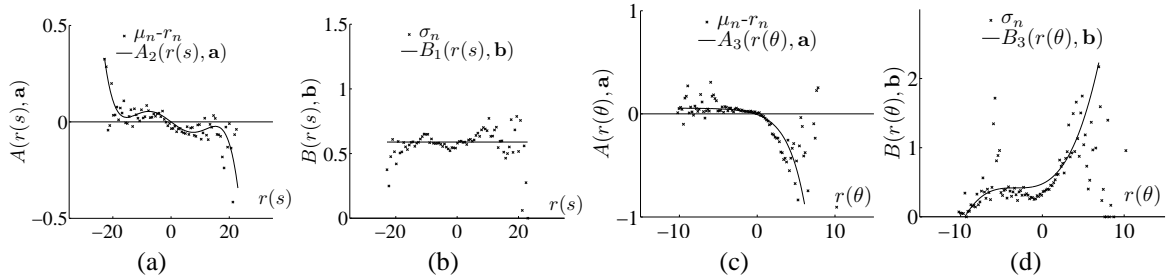 0.5
0
−0.5
−20
0
20
A(r(s), a)
r(s)
μn-rn
A2(r(s), a)
(a)
1.5
1.0
0.5
0
−20
0
20
B(r(s), b)
r(s)
σn
B1(r(s), b)
(b)
1
0
−1
−10
0
10
A(r(θ), a)
r(θ)
μn-rn
A3(r(θ), a)
(c)
2
1
0
−10
0
10
B(r(θ), b)
r(θ)
σn
B3(r(θ), b)
(d)